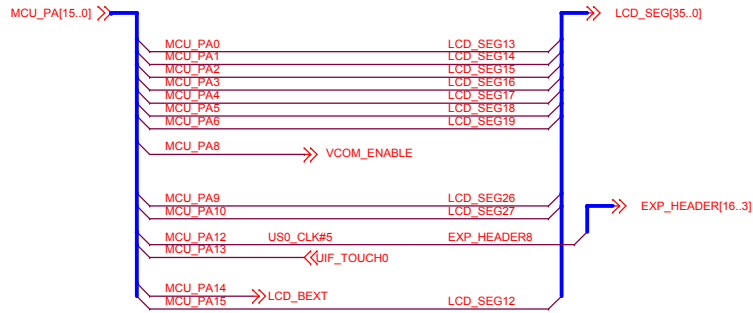 MCU_PA[15..0] LCD_SEG[35..0]
MCU_PA0 LCD_SEG13
MCU_PA1 LCD_SEG14
MCU_PA2 LCD_SEG15
MCU_PA3 LCD_SEG16
MCU_PA4 LCD_SEG17
MCU_PA5 LCD_SEG18
MCU_PA6 LCD_SEG19
MCU_PA8 VCOM_ENABLE
MCU_PA9 LCD_SEG26
MCU_PA10 LCD_SEG27
EXP_HEADER[16..3]
MCU_PA12 US0_CLK#5 EXP_HEADER8
MCU_PA13 UIF_TOUCH0
MCU_PA14 LCD_BEXT
MCU_PA15 LCD_SEG12